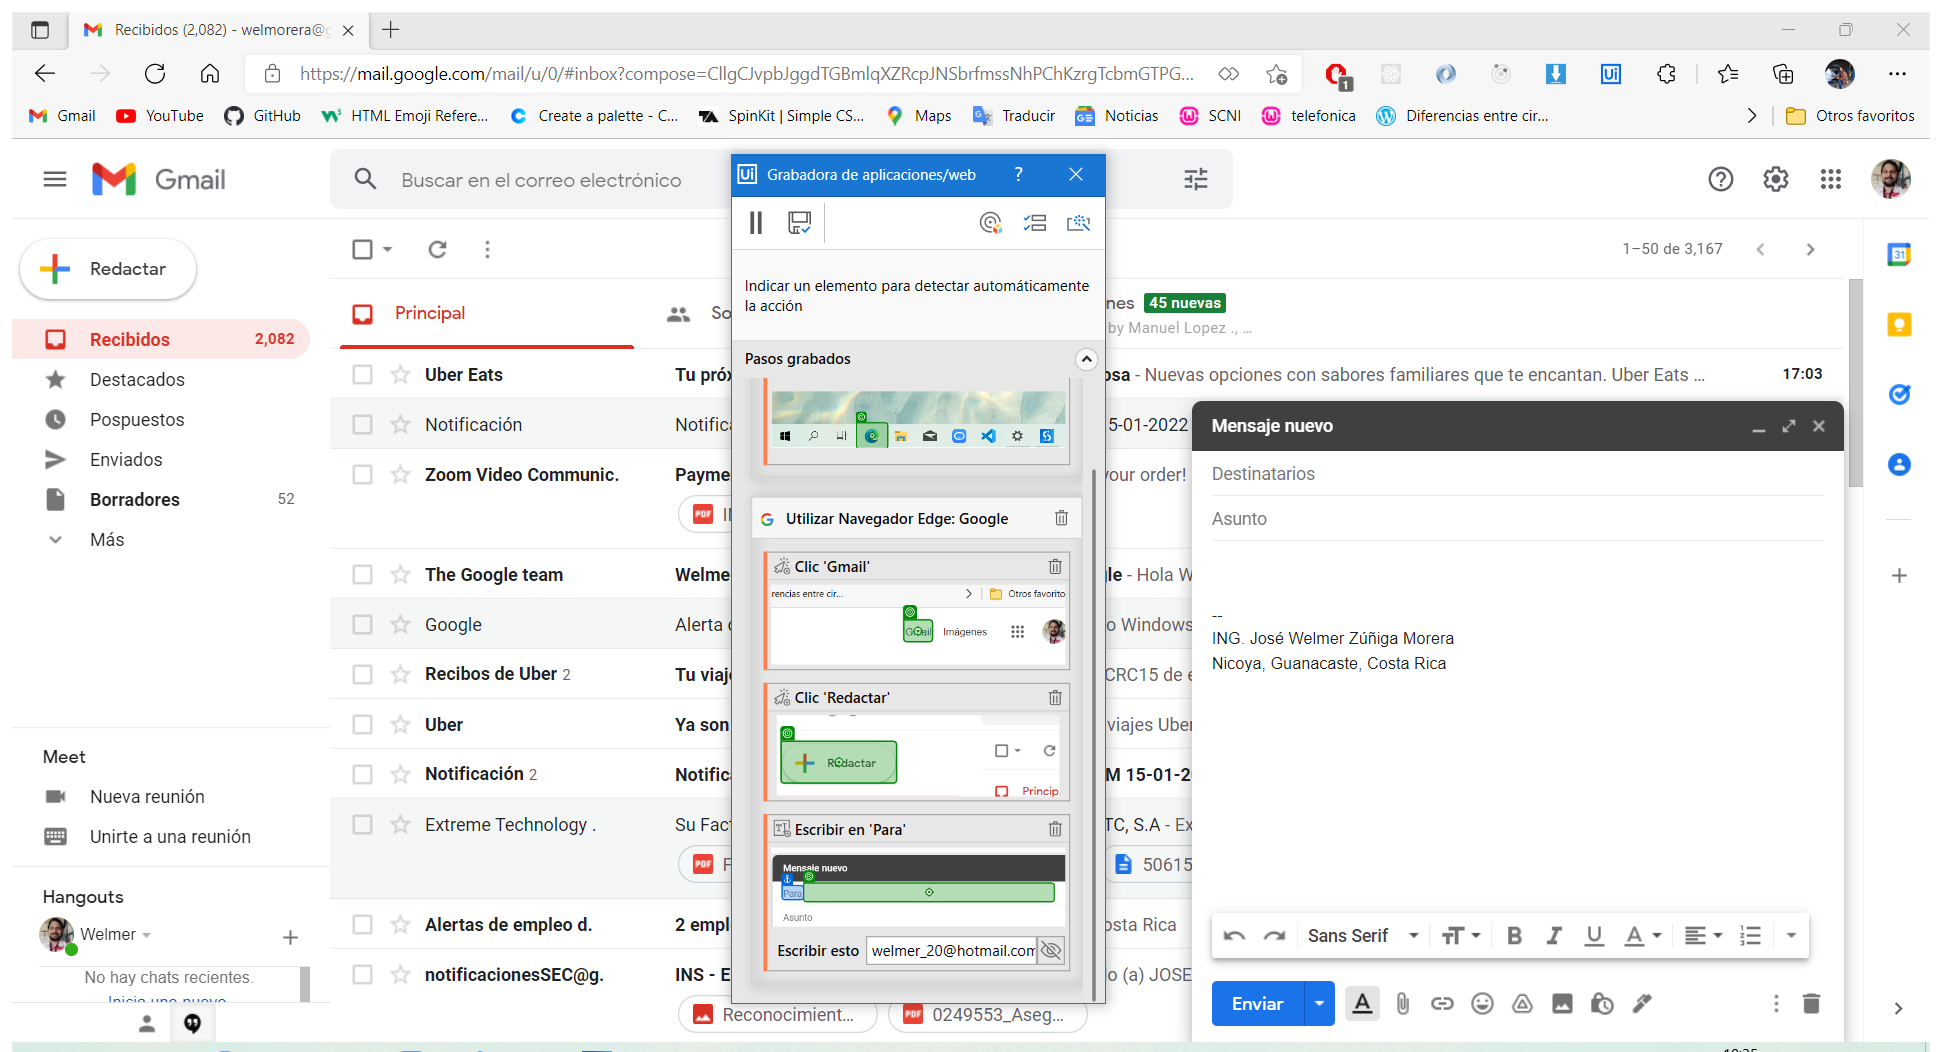 Recibidos (2,082) - welmorera@g
https://mail.google.com/mail/u/0/#inbox?compose=CllgCJvpbJggdTGBmlqXZRcpJNSbrfmssNhPChKzrgTcbmGTPG...
1
Gmail YouTube GitHub HTML Emoji Refere... Create a palette - C... SpinKit | Simple CS... Maps Traducir Noticias SCNI telefonica Diferencias entre cir... Otros favoritos
Gmail
Buscar en el correo electrónico
Redactar
Recibidos 2,082
Destacados
Pospuestos
Enviados
Borradores 52
Más
Meet
Nueva reunión
Unirte a una reunión
Hangouts
Welmer
No hay chats recientes.
Inicia uno nuevo
1–50 de 3,167
Principal
So
nes 45 nuevas
by Manuel Lopez ., ...
Uber Eats Tu próx
osa - Nuevas opciones con sabores familiares que te encantan. Uber Eats ... 17:03
Notificación Notific
5-01-2022
Zoom Video Communic. Payme
your order!
PDF
The Google team Welme
le - Hola W
Google Alerta
o Windows
Recibos de Uber 2 Tu viaj
CRC15 de e
Uber Ya son
viajes Uber
Notificación 2 Notific
M 15-01-2
Extreme Technology . Su Fac
TC, S.A - Ex
PDF F
50615
Alertas de empleo d. 2 empl
osta Rica
notificacionesSEC@g. INS - E
o (a) JOSE
Reconocimient...
PDF 0249553_Aseg...
Ui Grabadora de aplicaciones/web ?
Indicar un elemento para detectar automáticamente
la acción
Pasos grabados
Utilizar Navegador Edge: Google
Clic 'Gmail'
rencias entre cir... Otros favorito
Gmail Imágenes
Clic 'Redactar'
Redactar
Princip
Escribir en 'Para'
Mensaje nuevo
Para
Asunto
Escribir esto welmer_20@hotmail.com
Mensaje nuevo
Destinatarios
Asunto
--
ING. José Welmer Zúñiga Morera
Nicoya, Guanacaste, Costa Rica
Sans Serif
Enviar
31